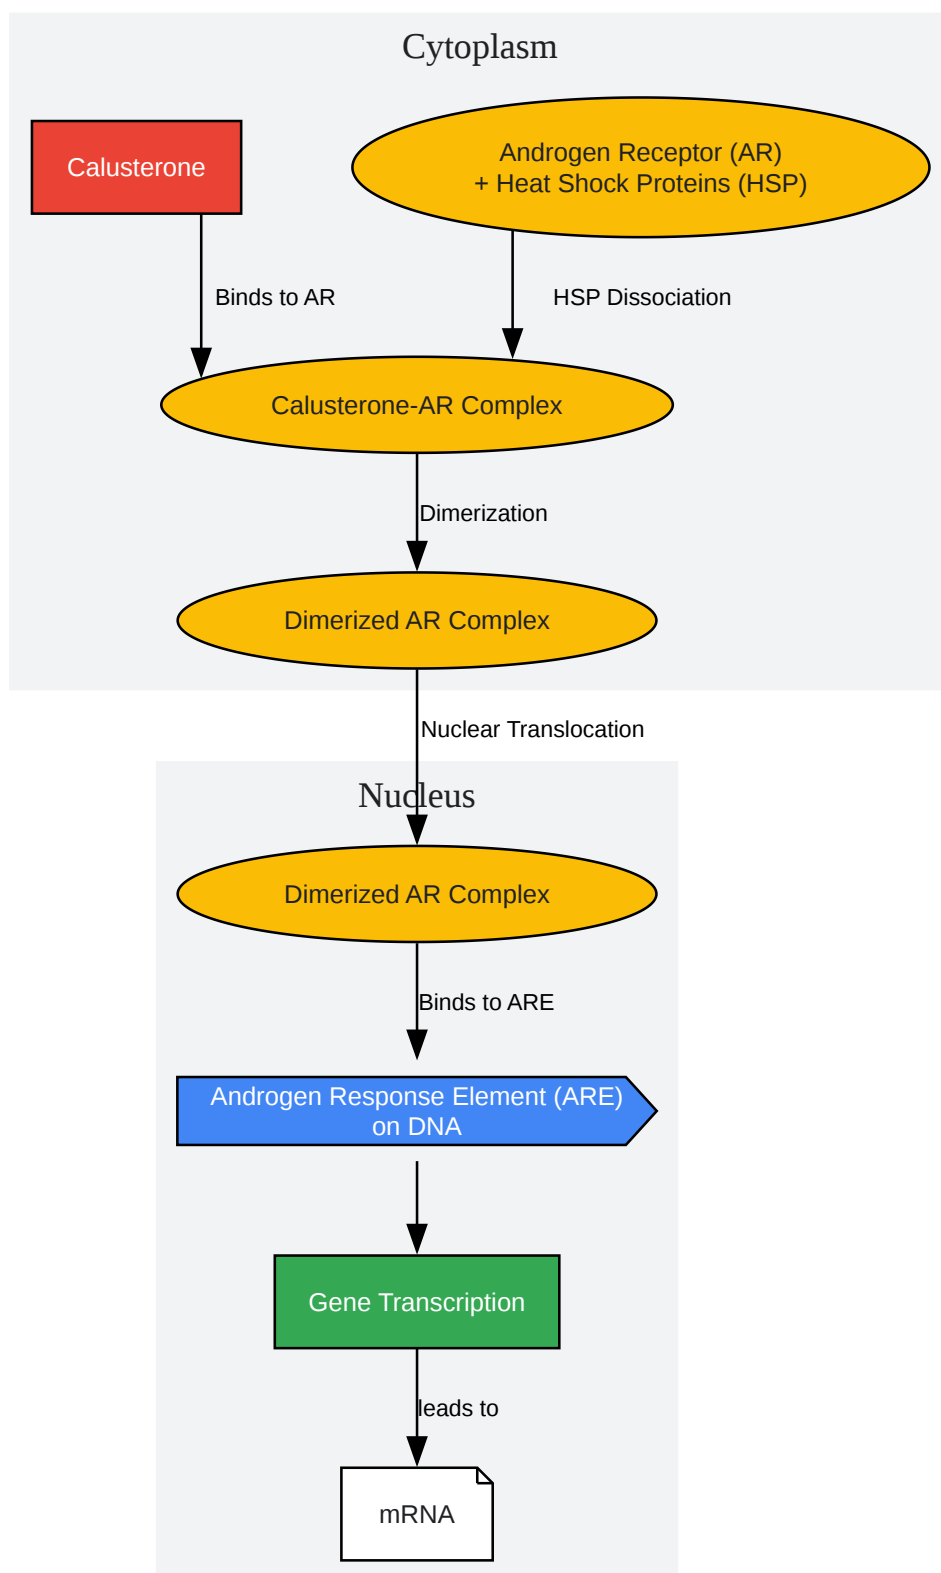 Cytoplasm
Calusterone
Androgen Receptor (AR)
+ Heat Shock Proteins (HSP)
Binds to AR
HSP Dissociation
Calusterone-AR Complex
Dimerization
Dimerized AR Complex
Nuclear Translocation
Nucleus
Dimerized AR Complex
Binds to ARE
Androgen Response Element (ARE)
on DNA
Gene Transcription
leads to
mRNA